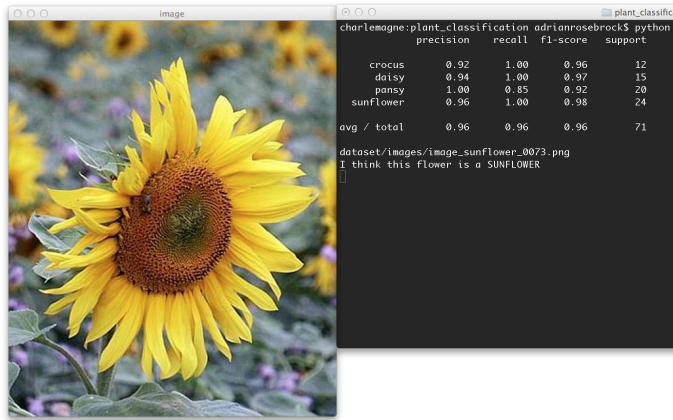 image
plant_classific
charlemagne:plant_classification adrianrosebrock$ python
precision recall f1-score support
crocus 0.92 1.00 0.96 12
daisy 0.94 1.00 0.97 15
pansy 1.00 0.85 0.92 20
sunflower 0.96 1.00 0.98 24
avg / total 0.96 0.96 0.96 71
dataset/images/image_sunflower_0073.png
I think this flower is a SUNFLOWER